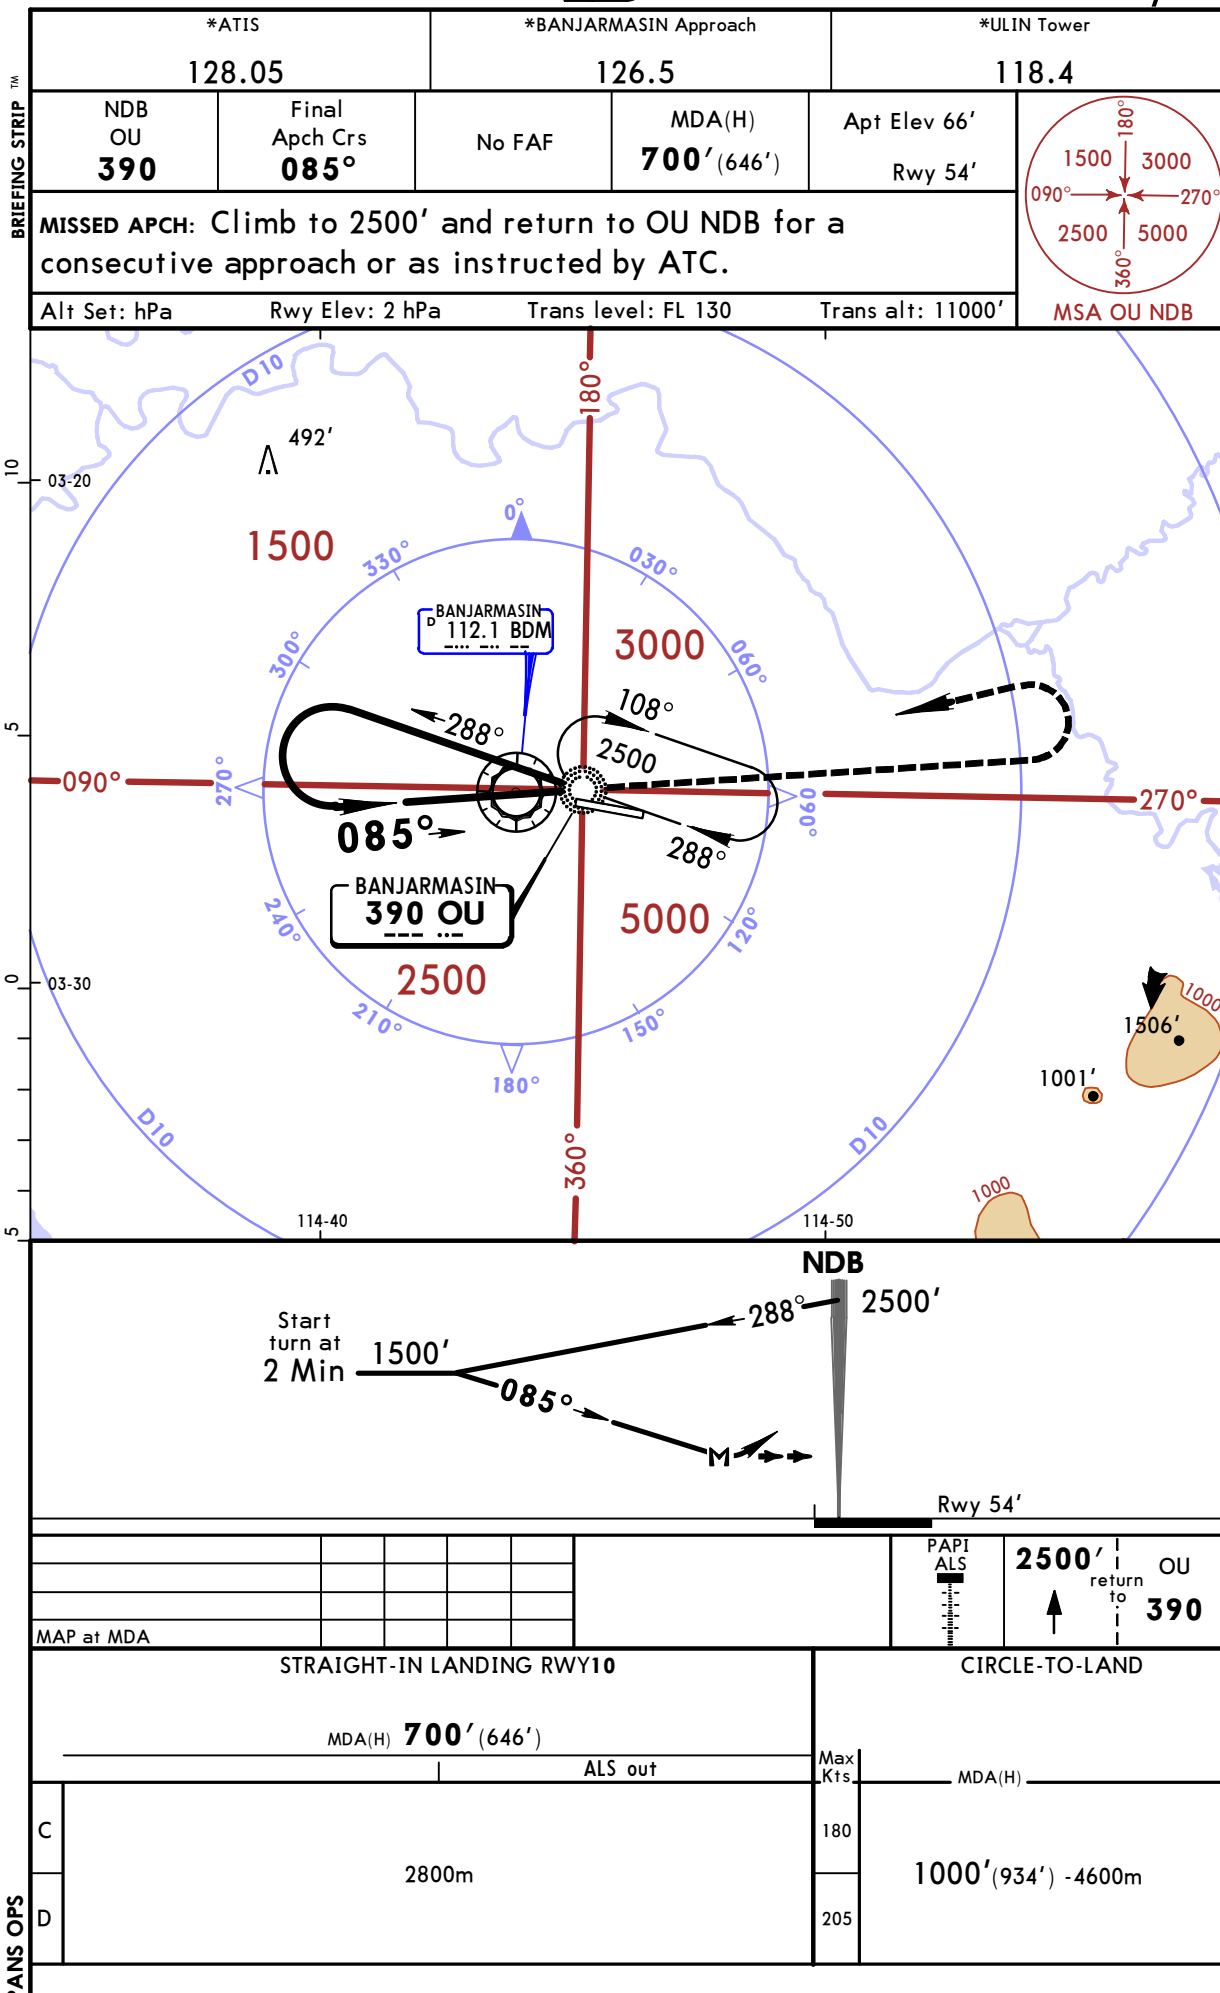 *ATIS
128.05
*BANJARMASIN Approach
126.5
*ULIN Tower
118.4
BRIEFING STRIP ™
NDB
OU
390
Final
Apch Crs
085°
No FAF
MDA(H)
700'(646')
Apt Elev 66'
Rwy 54'
MISSED APCH: Climb to 2500' and return to OU NDB for a
consecutive approach or as instructed by ATC.
Alt Set: hPa Rwy Elev: 2 hPa Trans level: FL 130 Trans alt: 11000'
180°
1500 3000
090° 270°
2500 5000
360°
MSA OU NDB
D10
180°
492'
10
03-20
0°
1500
330°
030°
BANJARMASIN
D 112.1 BDM
3000
300°
060°
108°
288°
2500
5
090°
270°
090°
270°
085°
288°
BANJARMASIN
390 OU
5000
240°
120°
2500
0
03-30
210°
150°
1000
1506'
180°
1001'
D10
D10
360°
1000
5
114-40
114-50
NDB
288° 2500'
Start
turn at
2 Min
1500'
085°
M
Rwy 54'
PAPI
ALS
2500'
return
to
OU
390
MAP at MDA
STRAIGHT-IN LANDING RWY10
CIRCLE-TO-LAND
MDA(H) 700'(646')
ALS out
Max
Kts
MDA(H)
C
180
2800m
1000'(934') -4600m
D
205
PANS OPS